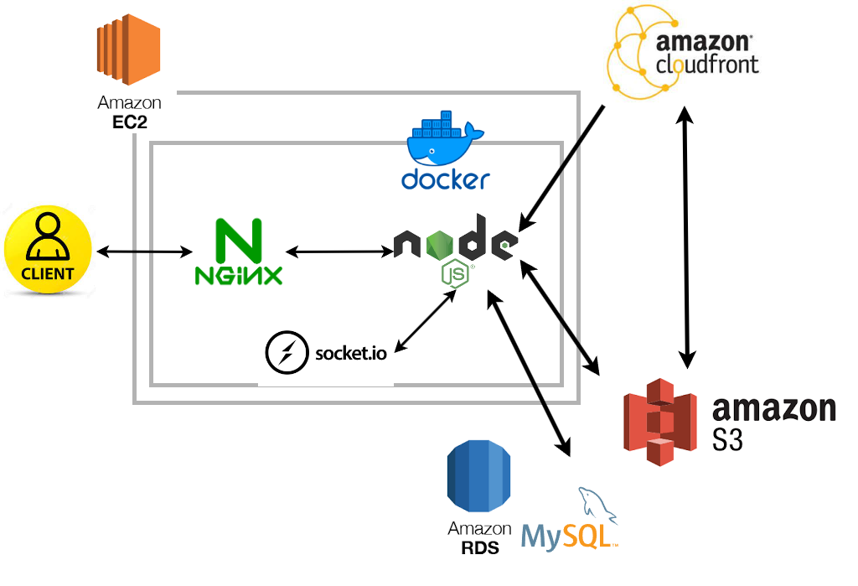 amazon
cloudfront
Amazon
EC2
docker
CLIENT
NGiNX
node
JS
socket.io
amazon
S3
Amazon
RDS
MySQL